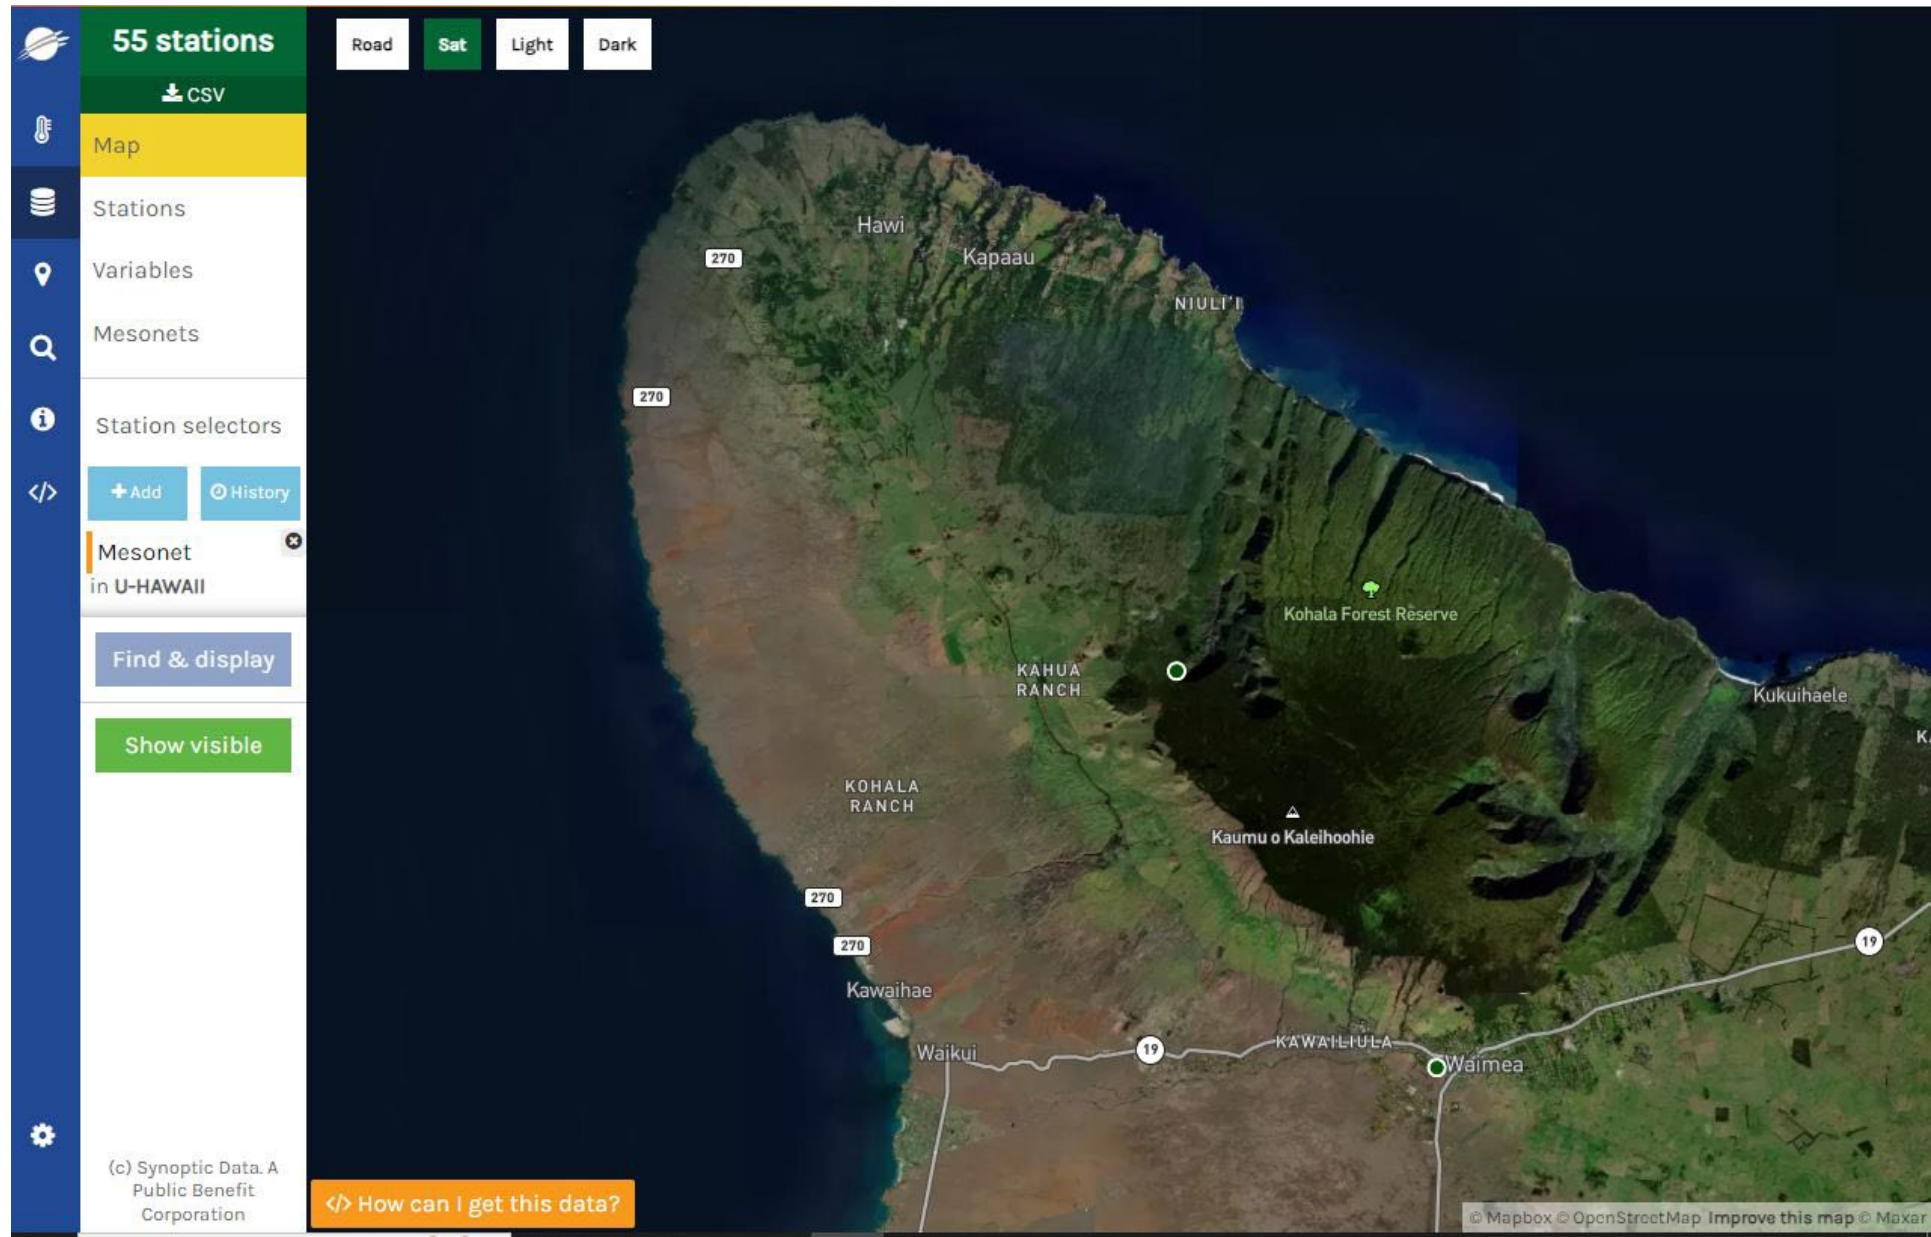 55 stations
CSV
Map
Stations
Variables
Mesonets
Station selectors
+ Add
History
Mesonet
in U-HAWAII
Find & display
Show visible
(c) Synoptic Data. A
Public Benefit
Corporation
Road
Sat
Light
Dark
Hawi
270
Kapaau
NIULI'I
270
Kohala Forest Reserve
KAHUA
RANCH
Kukuihaele
KOHALA
RANCH
Kaumu o Kaleihoohie
270
270
19
Kawaihae
Waikui
19
KAWAILIULA
Waimea
</> How can I get this data?
© Mapbox © OpenStreetMap Improve this map © Maxar